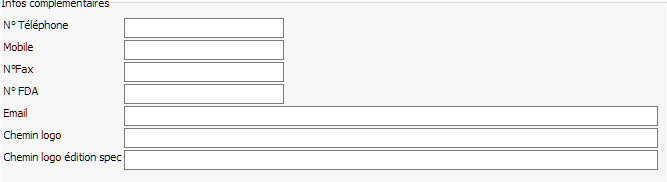 Infos complémentaires
N° Téléphone
Mobile
N°Fax
N° FDA
Email
Chemin logo
Chemin logo édition spec